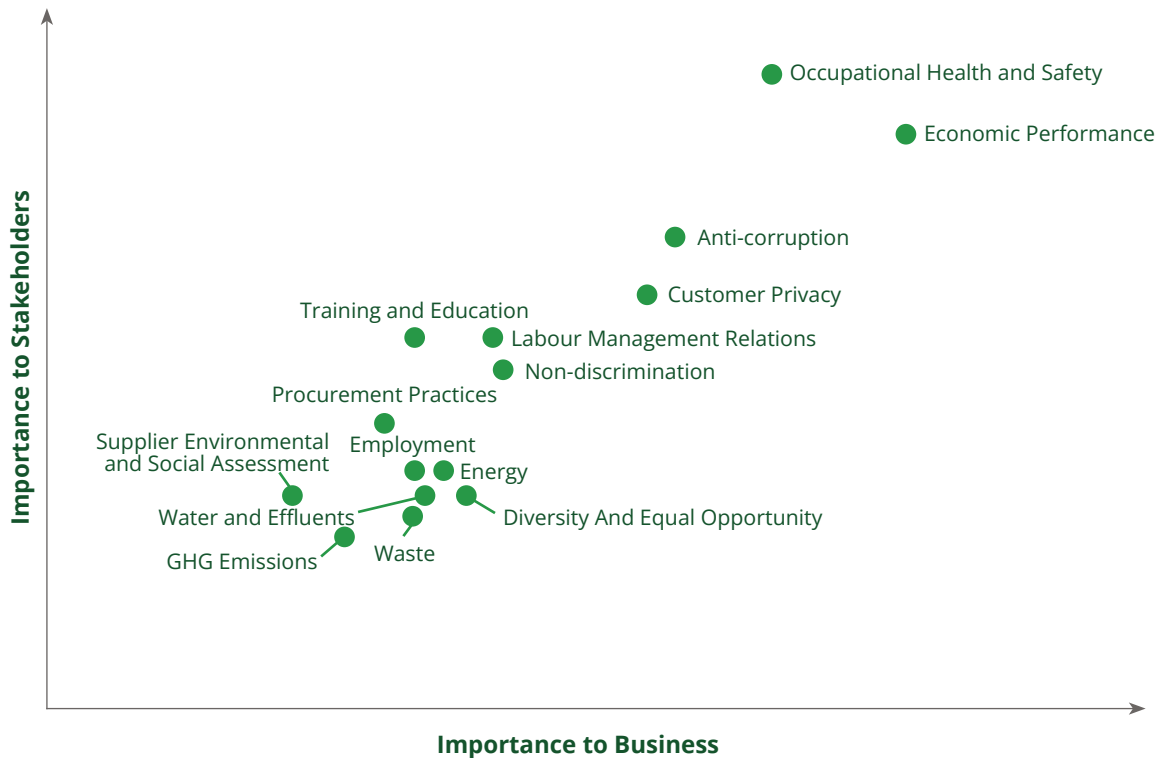 Occupational Health and Safety
Economic Performance
Anti-corruption
Customer Privacy
Training and Education
Labour Management Relations
Non-discrimination
Procurement Practices
Supplier Environmental
and Social Assessment
Employment
Energy
Water and Effluents
Diversity And Equal Opportunity
Waste
GHG Emissions
Importance to Stakeholders
Importance to Business